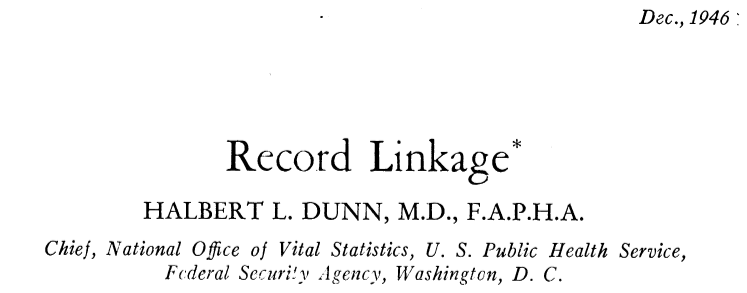 Dec., 1946
Record Linkage*
HALBERT L. DUNN, M.D., F.A.P.H.A.
Chief, National Office of Vital Statistics, U. S. Public Health Service,
Federal Security Agency, Washington, D. C.